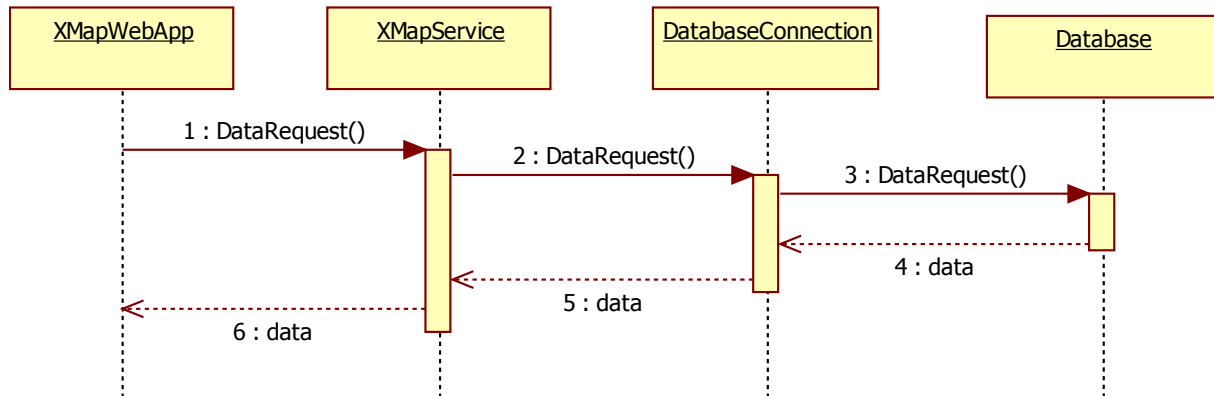 XMapWebApp
XMapService
DatabaseConnection
Database
1 : DataRequest()
2 : DataRequest()
3 : DataRequest()
4 : data
5 : data
6 : data